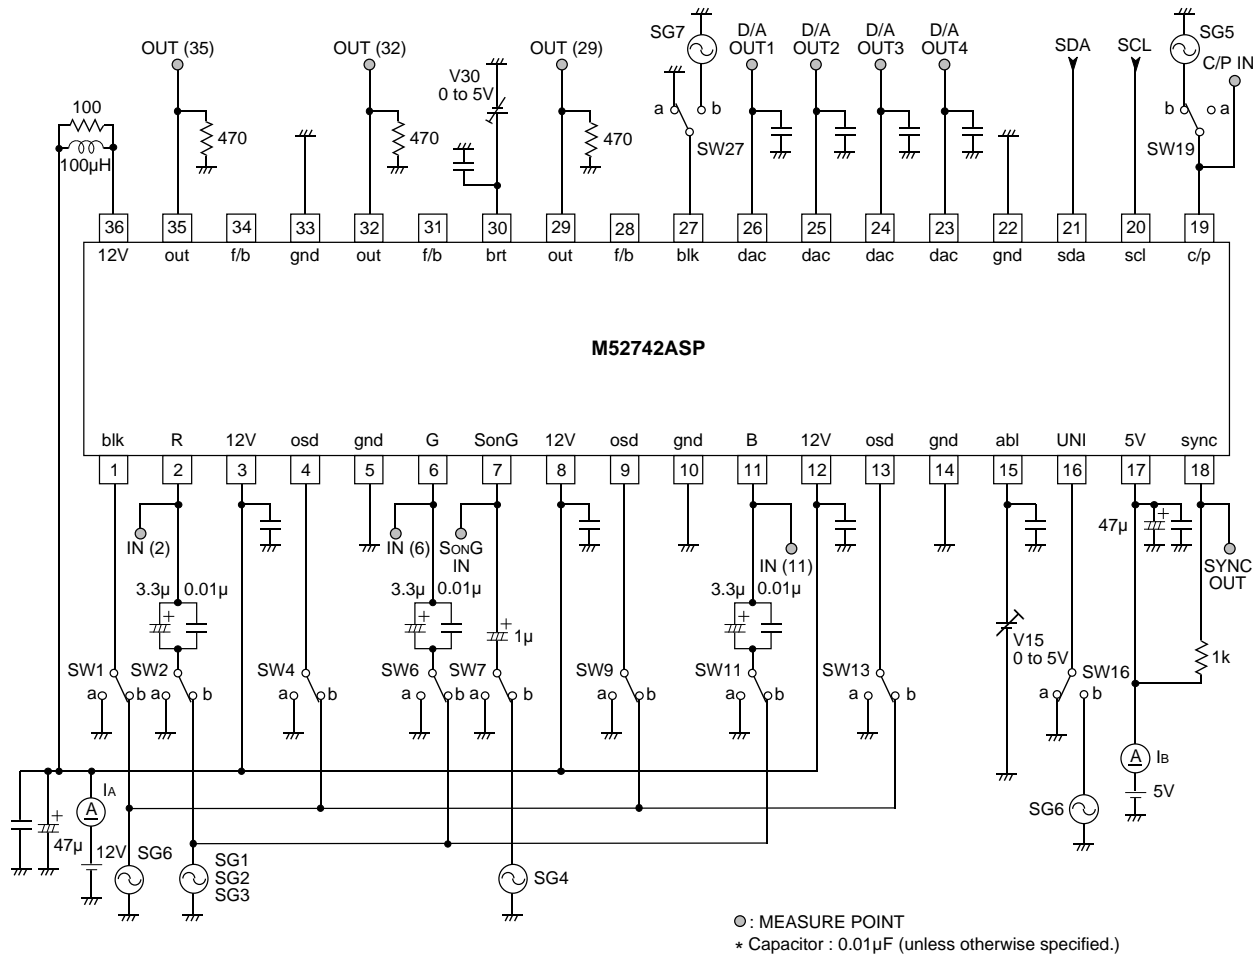 SG7
D/A OUT1
D/A OUT2
D/A OUT3
D/A OUT4
SG5
OUT (35)
OUT (32)
OUT (29)
SDA
SCL
C/P IN
V30
0 to 5V
100
100µH
470
470
470
a
b
SW27
b
a
SW19
36
35
34
33
32
31
30
29
28
27
26
25
24
23
22
21
20
19
12V
out
f/b
gnd
out
f/b
brt
out
f/b
blk
dac
dac
dac
dac
gnd
sda
scl
c/p
M52742ASP
blk
R
12V
osd
gnd
G
SonG
12V
osd
gnd
B
12V
osd
gnd
abl
UNI
5V
sync
1
2
3
4
5
6
7
8
9
10
11
12
13
14
15
16
17
18
IN (2)
IN (6)
SONG
IN
IN (11)
47µ
+
SYNC
OUT
3.3µ
0.01µ
+
3.3µ
0.01µ
+
+
1µ
3.3µ
0.01µ
+
V15
0 to 5V
1k
SW1
SW2
SW4
SW6
SW7
SW9
SW11
SW13
SW16
a
b
a
b
a
b
a
b
a
b
a
b
a
b
a
b
a
b
IA
A
+
47µ
12V
SG6
SG1
SG2
SG3
SG4
SG6
A
IB
5V
: MEASURE POINT
* Capacitor : 0.01µF (unless otherwise specified.)